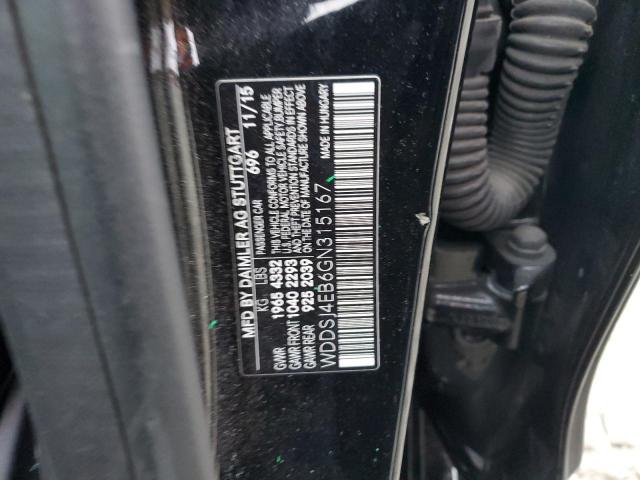 MFD BY DAIMLER AG STUTTGART
696 11/15
KG LBS PASSENGER CAR
GVWR 1965 4332
GAWR FRONT 1040 2293
GAWR REAR 925 2039
THIS VEHICLE CONFORMS TO ALL APPLICABLE
U.S. FEDERAL MOTOR VEHICLE SAFETY, BUMPER
AND THEFT PREVENTION STANDARDS IN EFFECT
ON THE DATE OF MANUFACTURE SHOWN ABOVE
WDDSJ4EB6GN315167 MADE IN HUNGARY